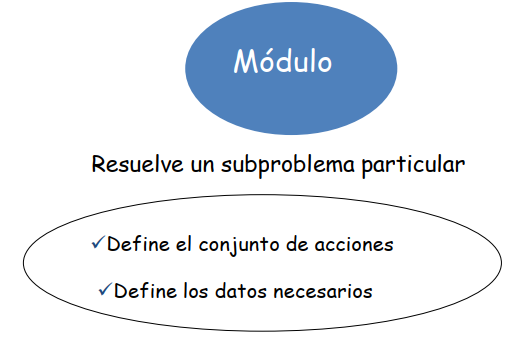 Módulo
Resuelve un subproblema particular
✓Define el conjunto de acciones
✓Define los datos necesarios